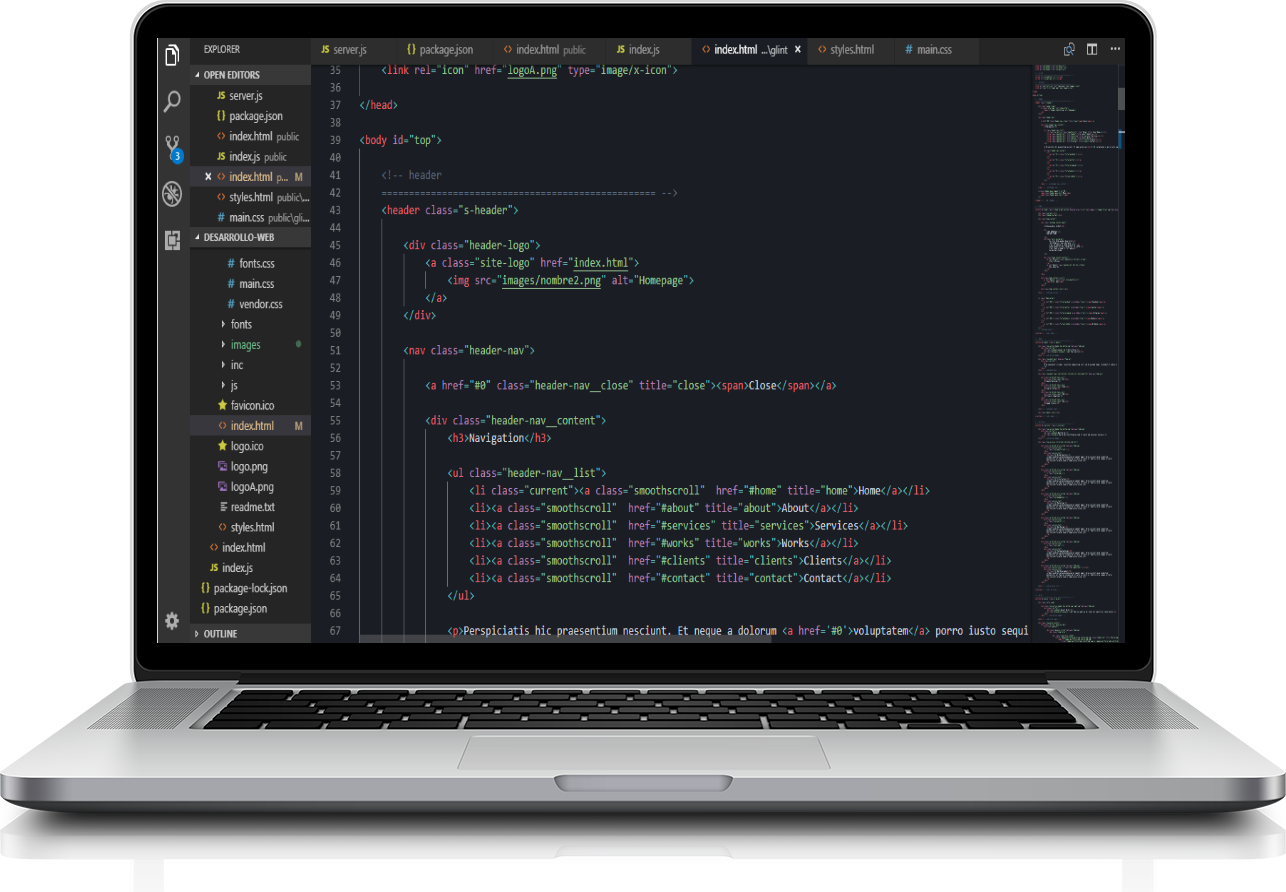 EXPLORER
JS server.js {} package.json <> index.html public JS index.js <> index.html ...\glint × <> styles.html # main.css ...
OPEN EDITORS
JS server.js
{} package.json
<> index.html public
JS index.js public
× <> index.html p... M
<> styles.html public\...
# main.css public\gli...
DESARROLLO-WEB
# fonts.css
# main.css
# vendor.css
fonts
images
inc
js
favicon.ico
<> index.html M
logo.ico
logo.png
logoA.png
readme.txt
<> styles.html
<> index.html
JS index.js
{} package-lock.json
{} package.json
OUTLINE
3
35 <link rel="icon" href="logoA.png" type="image/x-icon">
36
37 </head>
38
39 <body id="top">
40
41 <!-- header
42 ================================================== -->
43 <header class="s-header">
44
45 <div class="header-logo">
46 <a class="site-logo" href="index.html">
47 <img src="images/nombre2.png" alt="Homepage">
48 </a>
49 </div>
50
51 <nav class="header-nav">
52
53 <a href="#0" class="header-nav__close" title="close"><span>Close</span></a>
54
55 <div class="header-nav__content">
56 <h3>Navigation</h3>
57
58 <ul class="header-nav__list">
59 <li class="current"><a class="smoothscroll"  href="#home" title="home">Home</a></li>
60 <li><a class="smoothscroll"  href="#about" title="about">About</a></li>
61 <li><a class="smoothscroll"  href="#services" title="services">Services</a></li>
62 <li><a class="smoothscroll"  href="#works" title="works">Works</a></li>
63 <li><a class="smoothscroll"  href="#clients" title="clients">Clients</a></li>
64 <li><a class="smoothscroll"  href="#contact" title="contact">Contact</a></li>
65 </ul>
66
67 <p>Perspiciatis hic praesentium nesciunt. Et neque a dolorum <a href='#0'>voluptatem</a> porro iusto sequi